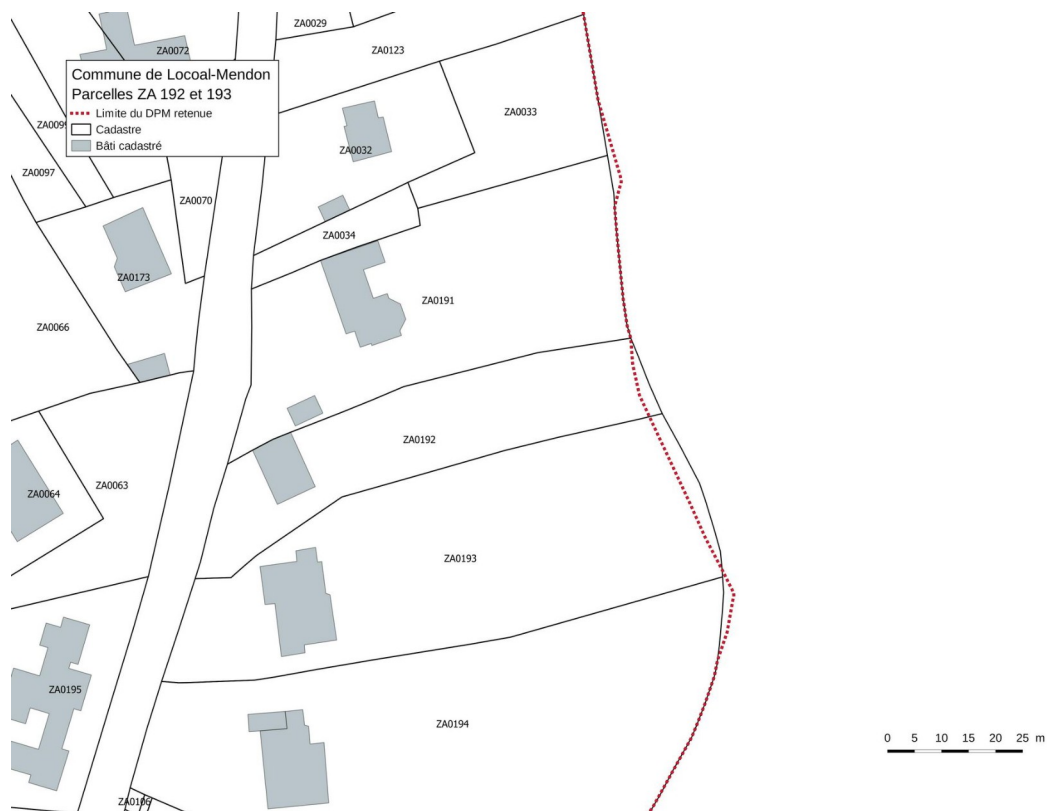 ZA0029
ZA0072
ZA0123
Commune de Locoal-Mendon
Parcelles ZA 192 et 193
Limite du DPM retenue
Cadastre
Bâti cadastré
ZA0099
ZA0033
ZA0032
ZA0097
ZA0070
ZA0034
ZA0173
ZA0191
ZA0066
ZA0192
ZA0063
ZA0064
ZA0193
ZA0195
ZA0194
0 5 10 15 20 25 m
ZA0106